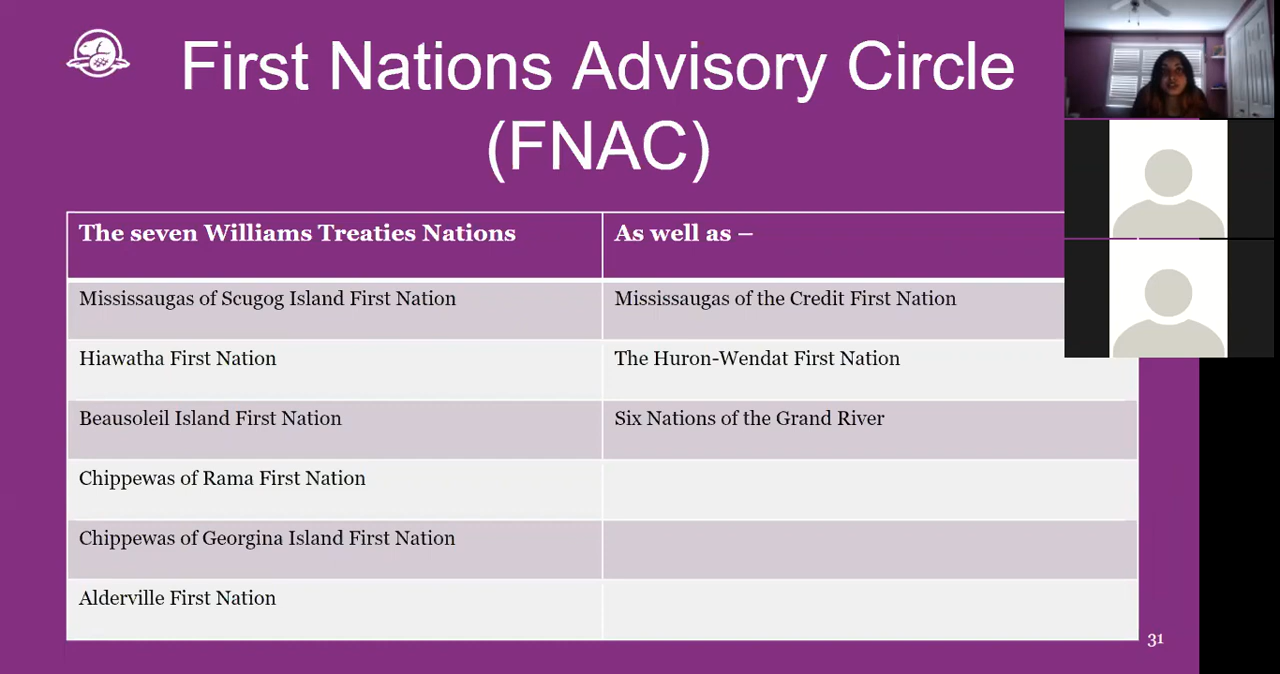 First Nations Advisory Circle
(FNAC)
The seven Williams Treaties Nations
As well as –
Mississaugas of Scugog Island First Nation
Mississaugas of the Credit First Nation
Hiawatha First Nation
The Huron-Wendat First Nation
Beausoleil Island First Nation
Six Nations of the Grand River
Chippewas of Rama First Nation
Chippewas of Georgina Island First Nation
Alderville First Nation
31